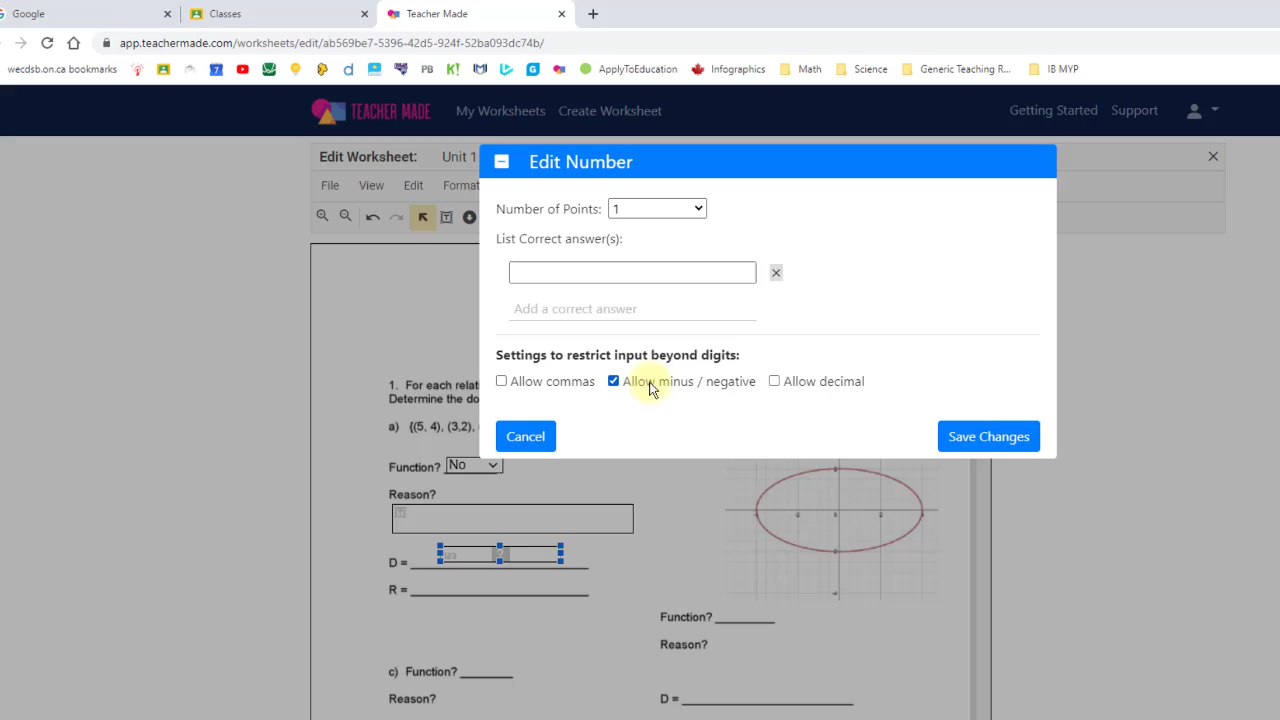 Google
Classes
Teacher Made
app.teachermade.com/worksheets/edit/ab569be7-5396-42d5-924f-52ba093dc74b/
wecdsb.on.ca bookmarks
7
d
PB
K!
G
ApplyToEducation
Infographics
Math
Science
Generic Teaching R...
IB MYP
TEACHER MADE
My Worksheets
Create Worksheet
Getting Started
Support
Edit Worksheet: Unit 1
File View Edit Format
Edit Number
Number of Points: 1
List Correct answer(s):
Add a correct answer
Settings to restrict input beyond digits:
Allow commas Allow minus / negative Allow decimal
Cancel Save Changes
1. For each relat
Determine the do
a) {(5, 4), (3,2),
Function? No
Reason?
T
D =
R =
-2 2
Function?
Reason?
c) Function?
Reason?
D =